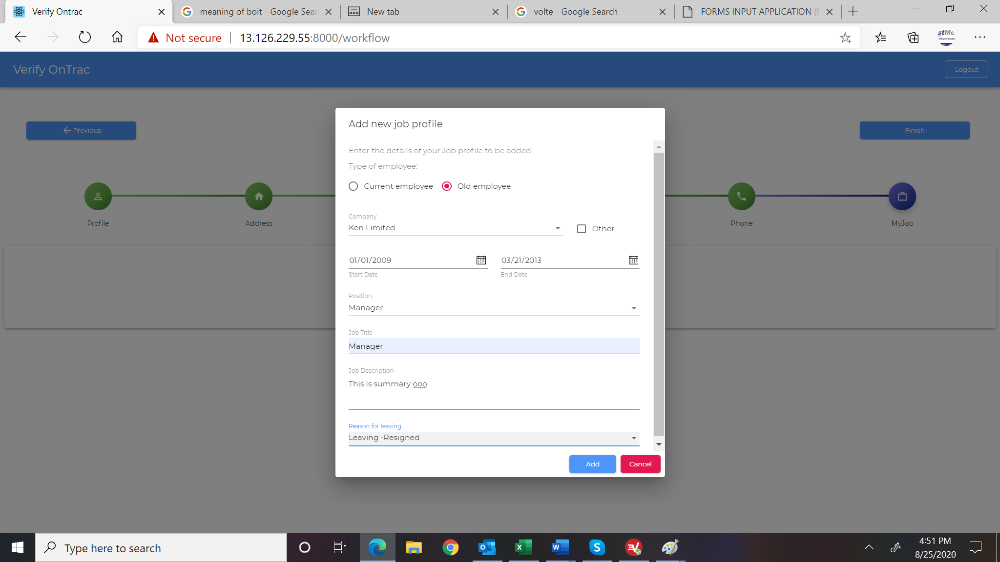 Verify Ontrac
meaning of boit - Google Sear
New tab
volte - Google Search
FORMS INPUT APPLICATION (F
Not secure
13.126.229.55:8000/workflow
stMe
Verify OnTrac
Logout
Previous
Finish
Add new job profile
Enter the details of your Job profile to be added
Type of employee:
Current employee
Old employee
Company
Ken Limited
Other
01/01/2009
03/21/2013
Start Date
End Date
Position
Manager
Job Title
Manager
Job Description
This is summary ooo
Reason for leaving
Leaving -Resigned
Add
Cancel
Profile
Address
Phone
MyJob
Type here to search
4:51 PM
8/25/2020